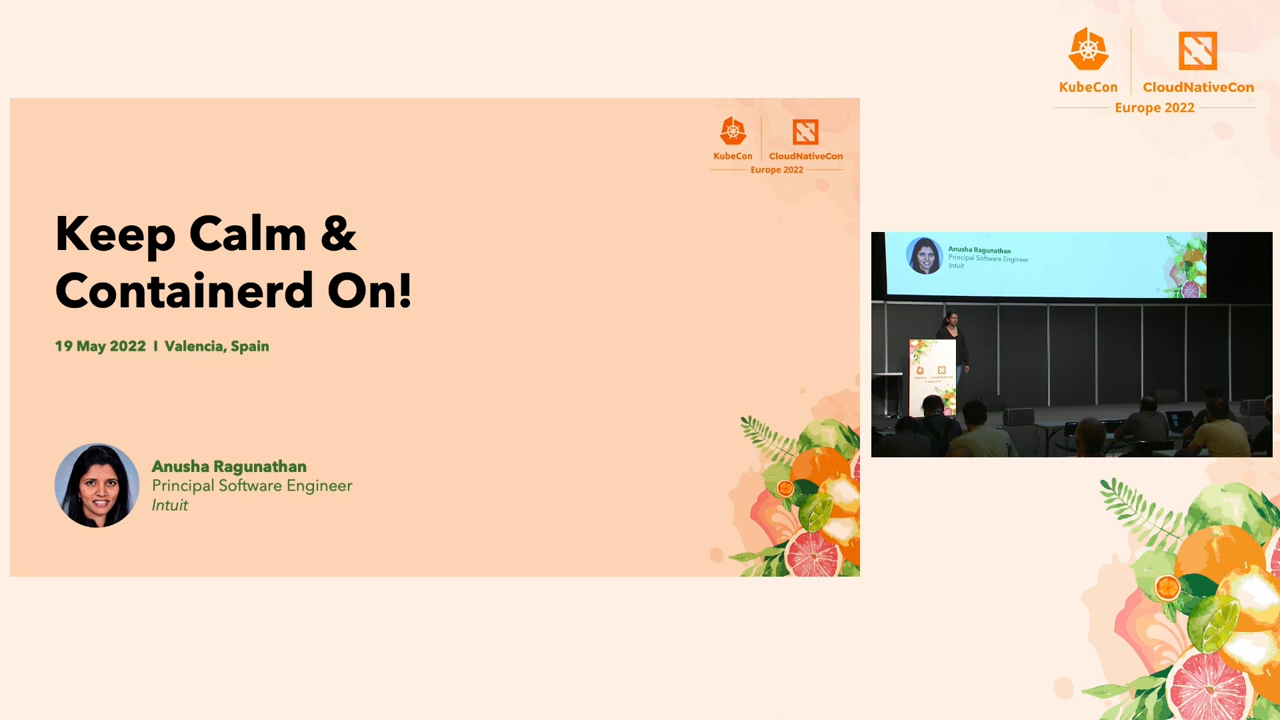 KubeCon
CloudNativeCon
Europe 2022
KubeCon
CloudNativeCon
Europe 2022
Keep Calm &
Containerd On!
19 May 2022 I Valencia, Spain
Anusha Ragunathan
Principal Software Engineer
Intuit
Anusha Ragunathan
Principal Software Engineer
Intuit